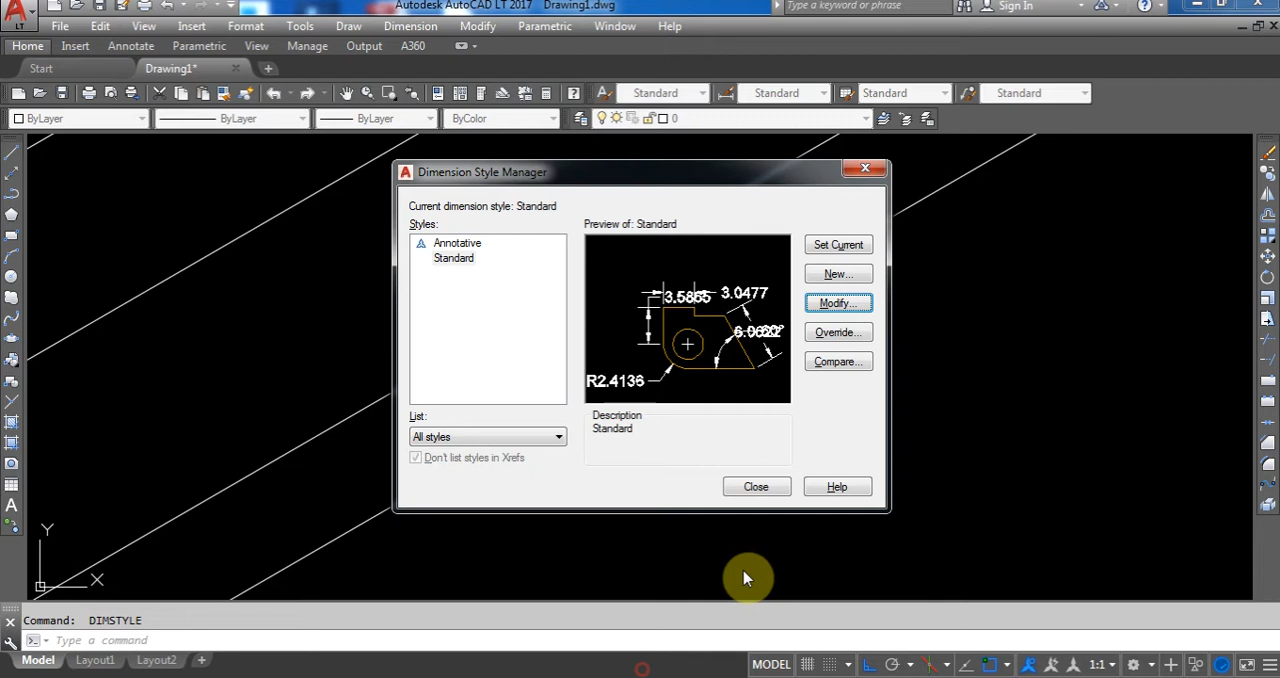 Autodesk AutoCAD LT 2017 Drawing1.dwg
Type a keyword or phrase
Sign In
LT
File Edit View Insert Format Tools Draw Dimension Modify Parametric Window Help
Home Insert Annotate Parametric View Manage Output A360
Start Drawing1*
Standard Standard Standard Standard
ByLayer ByLayer ByLayer ByColor 0
Dimension Style Manager
Current dimension style: Standard
Styles:
Annotative
Standard
List:
All styles
Don't list styles in Xrefs
Preview of: Standard
3.5865 3.0477
R2.4136
Description
Standard
Set Current
New...
Modify...
Override...
Compare...
Close Help
Y
X
Command: DIMSTYLE
Type a command
Model Layout1 Layout2
MODEL 1:1